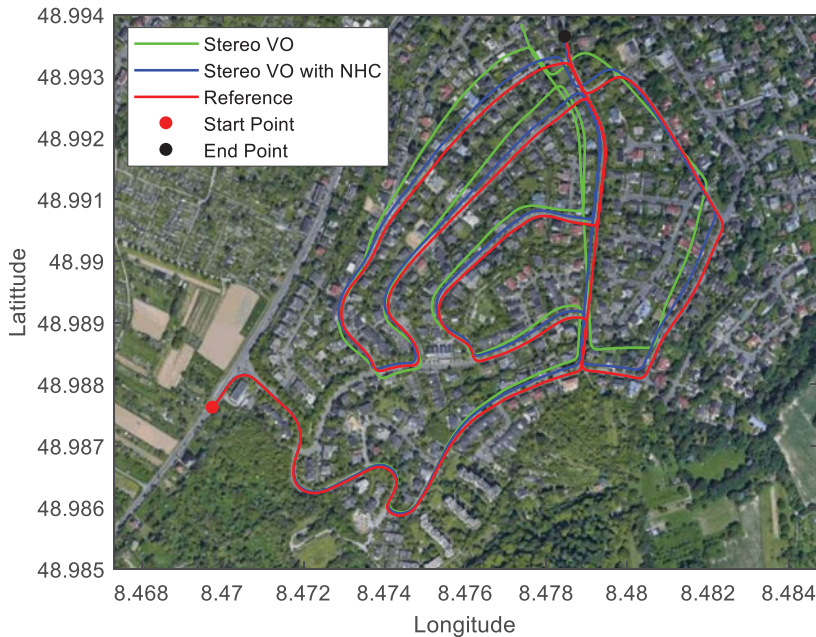 48.994
48.993
48.992
48.991
48.99
48.989
48.988
48.987
48.986
48.985
Latittude
Stereo VO
Stereo VO with NHC
Reference
Start Point
End Point
8.468
8.47
8.472
8.474
8.476
8.478
8.48
8.482
8.484
Longitude